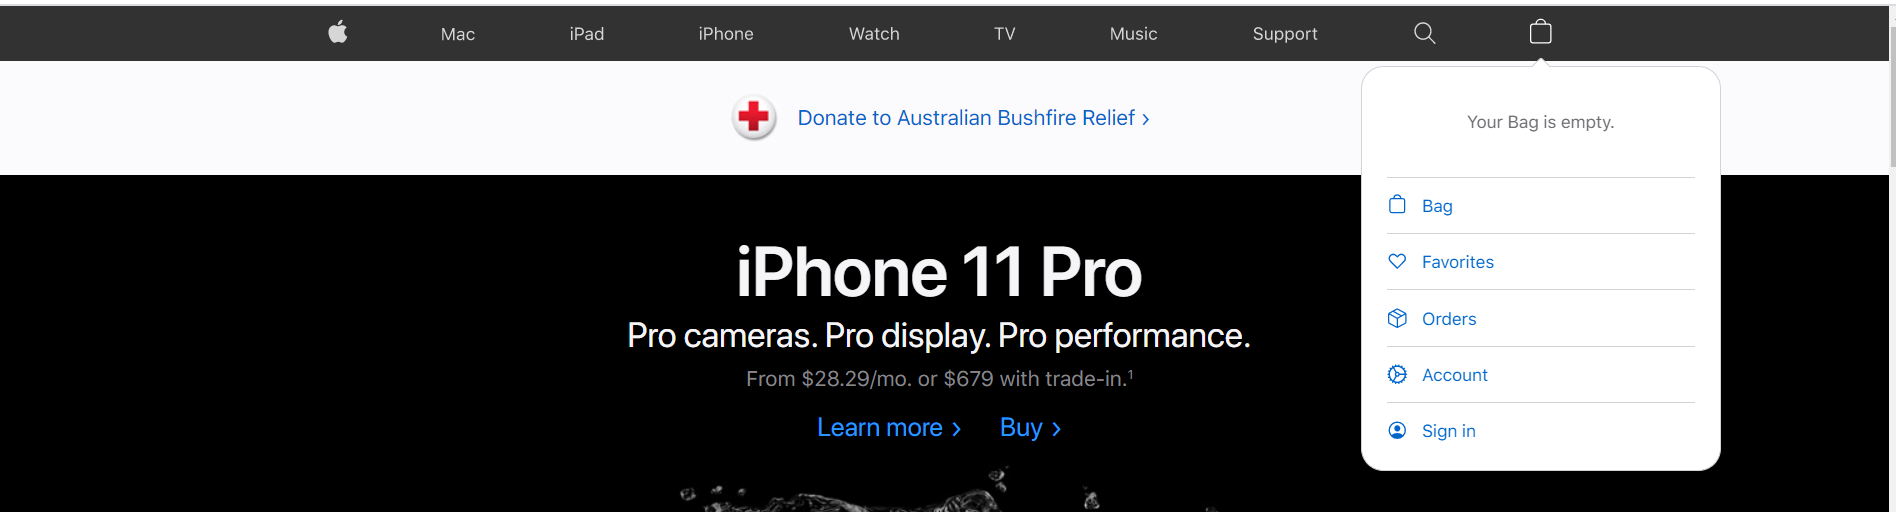 Mac iPad iPhone Watch TV Music Support
Donate to Australian Bushfire Relief ›
iPhone 11 Pro
Pro cameras. Pro display. Pro performance.
From $28.29/mo. or $679 with trade-in.¹
Learn more › Buy ›
Your Bag is empty.
Bag
Favorites
Orders
Account
Sign in